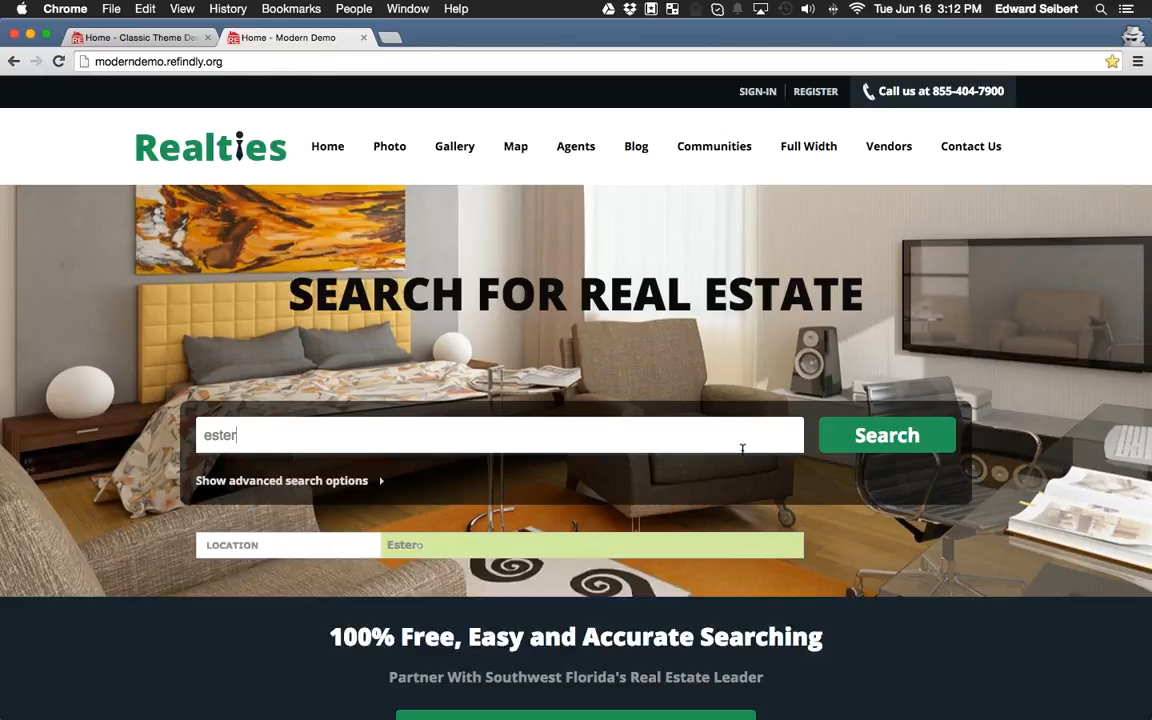 Chrome File Edit View History Bookmarks People Window Help Tue Jun 16 3:12 PM Edward Seibert
Home - Classic Theme De Home - Modern Demo
moderndemo.refindly.org
SIGN-IN REGISTER Call us at 855-404-7900
Realties Home Photo Gallery Map Agents Blog Communities Full Width Vendors Contact Us
SEARCH FOR REAL ESTATE
ester Search
Show advanced search options
LOCATION Estero
100% Free, Easy and Accurate Searching
Partner With Southwest Florida's Real Estate Leader